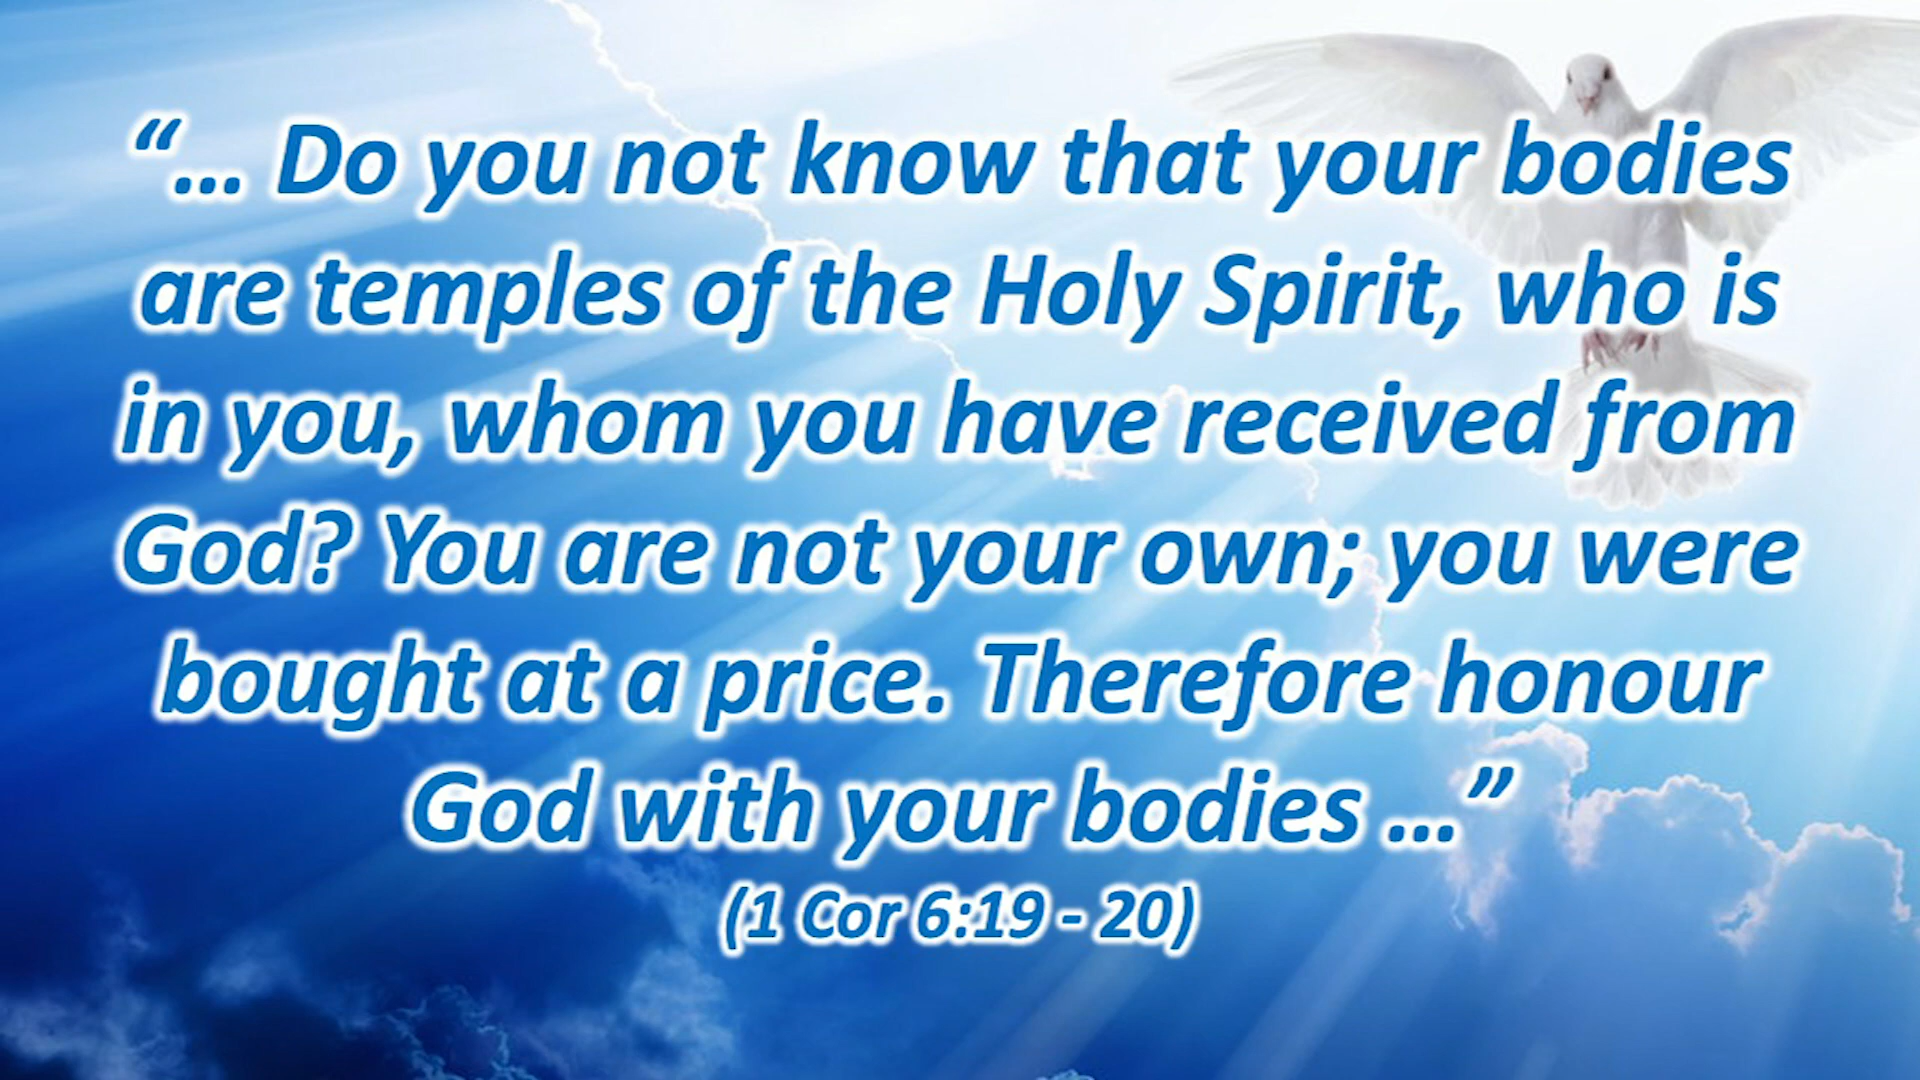 “... Do you not know that your bodies
are temples of the Holy Spirit, who is
in you, whom you have received from
God? You are not your own; you were
bought at a price. Therefore honour
God with your bodies ...”
(1 Cor 6:19 - 20)